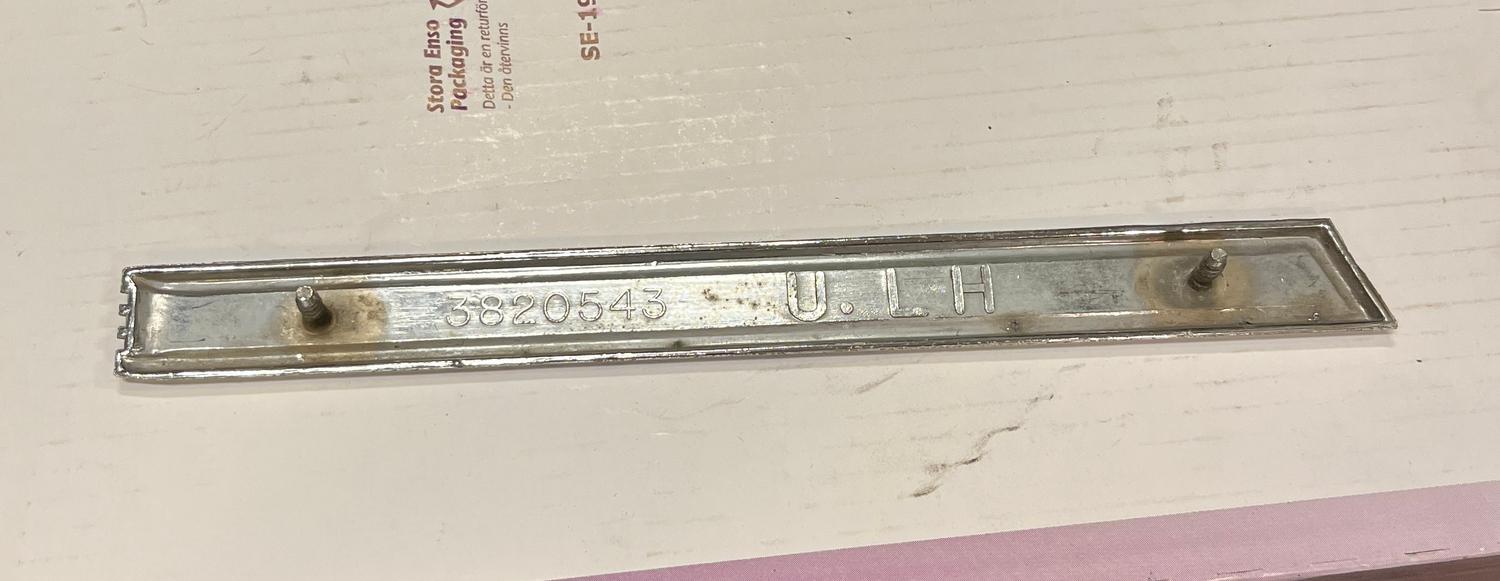 Stora Enso
Packaging
Detta är en returför
- Den återvinns
SE-19
3820543 U. LH